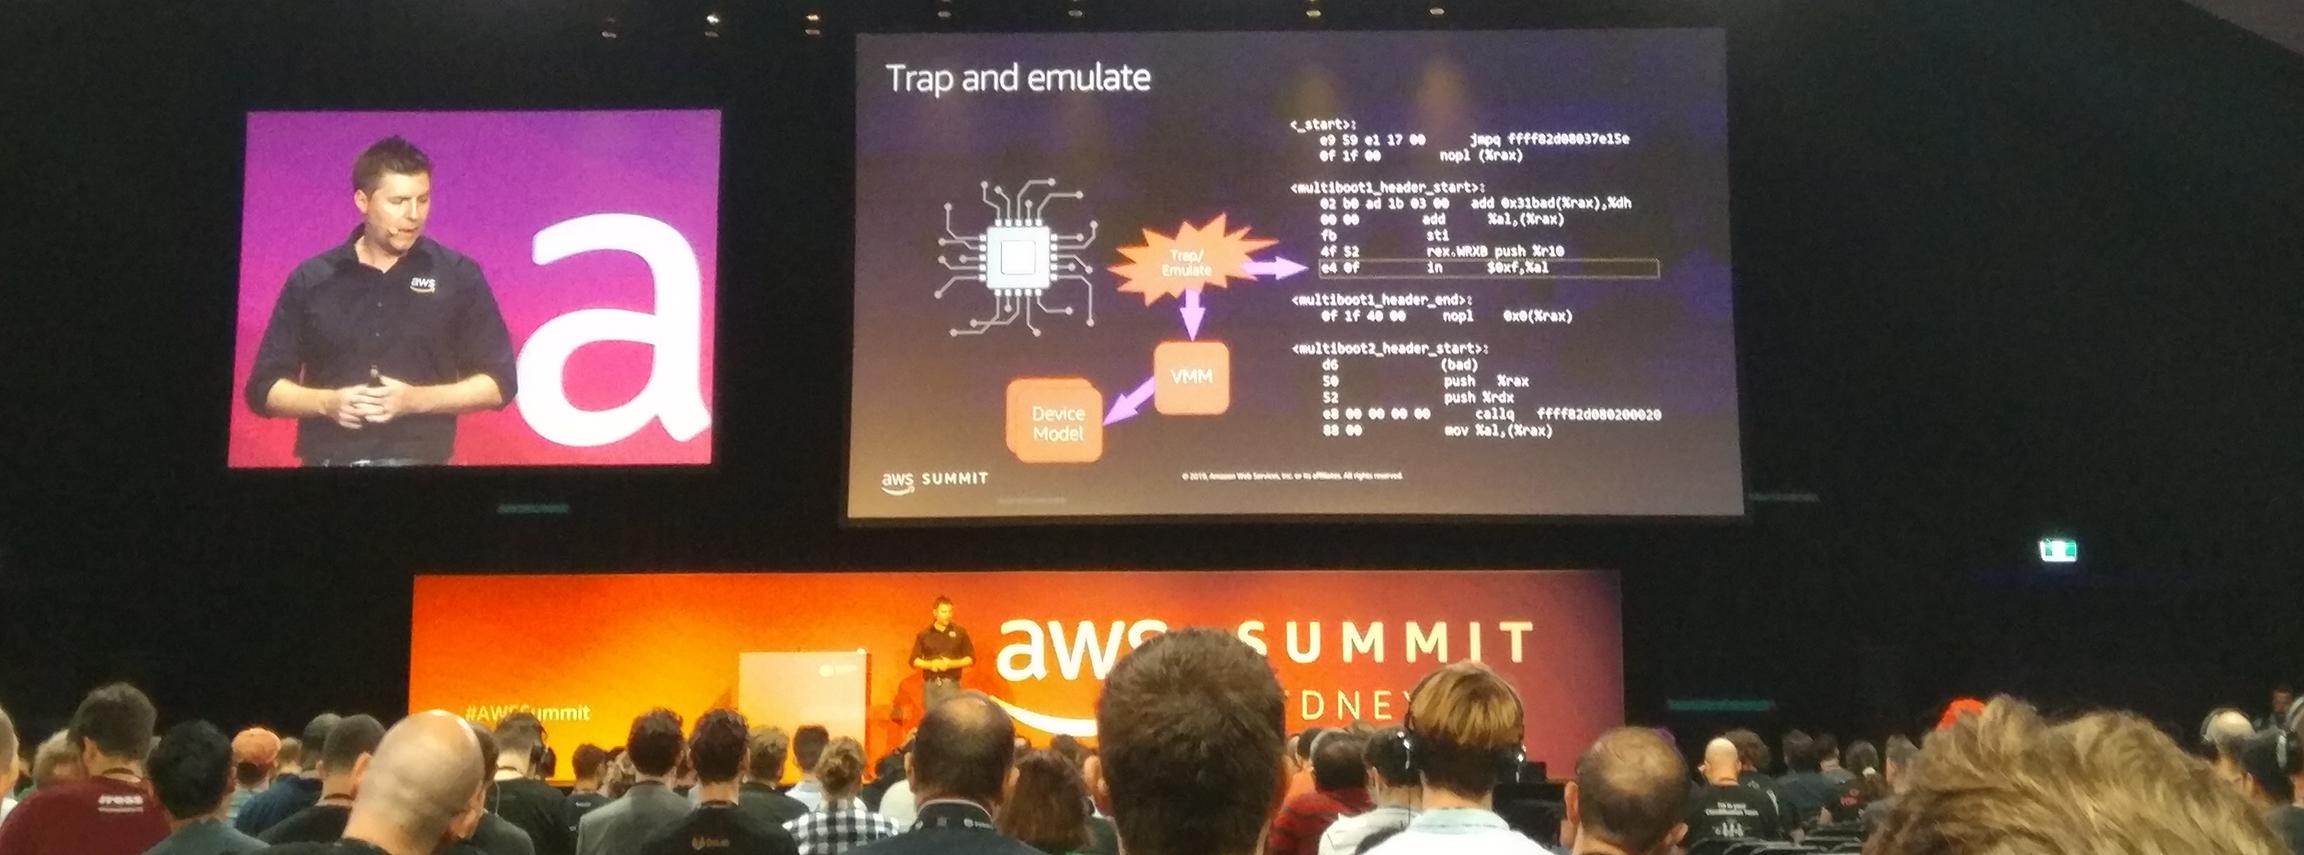 Trap and emulate
<_start>:
e9 59 e1 17 00 jmpq ffff82d08037e15e
0f 1f 00 nopl (%rax)
<multiboot1_header_start>:
02 b0 ad 1b 03 00 add 0x31bad(%rax),%dh
00 00 add %al,(%rax)
fb sti
4f 52 rex.WRXB push %r10
e4 0f in $0xf,%al
<multiboot1_header_end>:
0f 1f 40 00 nopl 0x0(%rax)
<multiboot2_header_start>:
d6 (bad)
50 push %rax
52 push %rdx
e8 00 00 00 00 callq ffff82d080200020
88 00 mov %al,(%rax)
Trap/
Emulate
VMM
Device
Model
aws SUMMIT
© 2019, Amazon Web Services, Inc. or its affiliates. All rights reserved.
aws
a
aws SUMMIT
DNEY
#AWSSummit